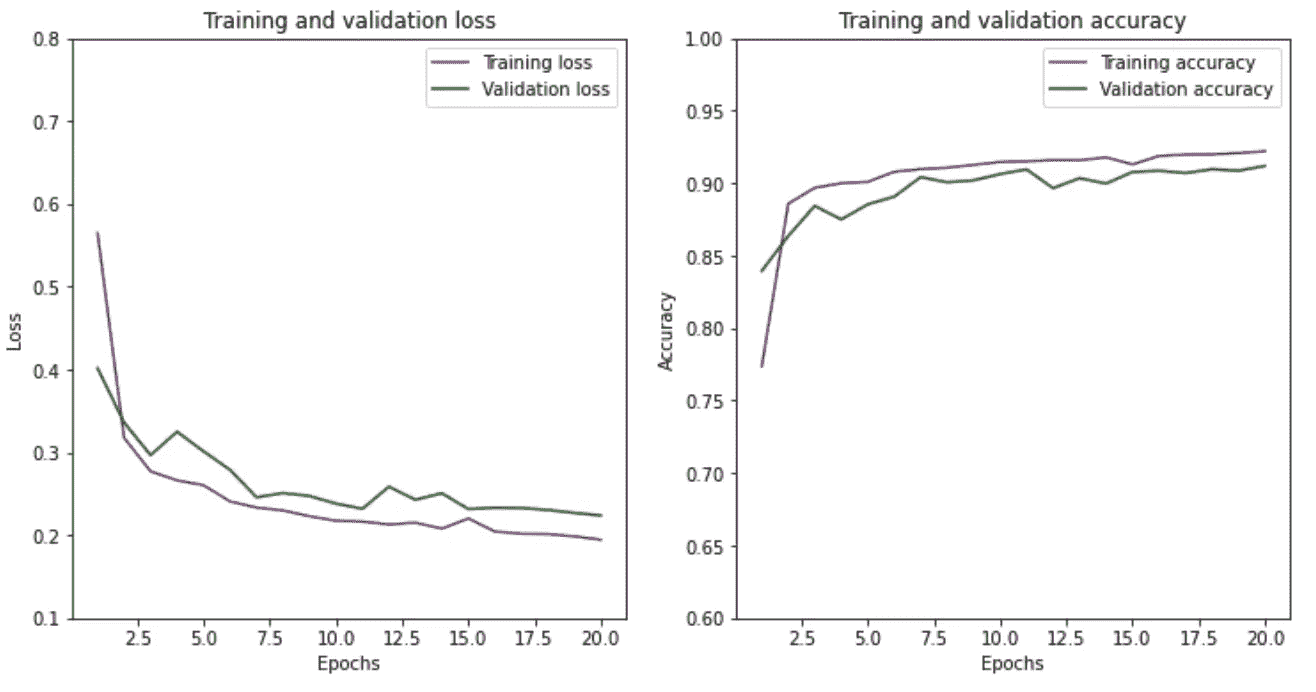 Training and validation loss
Training loss
Validation loss
0.8
0.7
0.6
0.5
0.4
0.3
0.2
0.1
Loss
2.5 5.0 7.5 10.0 12.5 15.0 17.5 20.0
Epochs
Training and validation accuracy
Training accuracy
Validation accuracy
1.00
0.95
0.90
0.85
0.80
0.75
0.70
0.65
0.60
Accuracy
2.5 5.0 7.5 10.0 12.5 15.0 17.5 20.0
Epochs